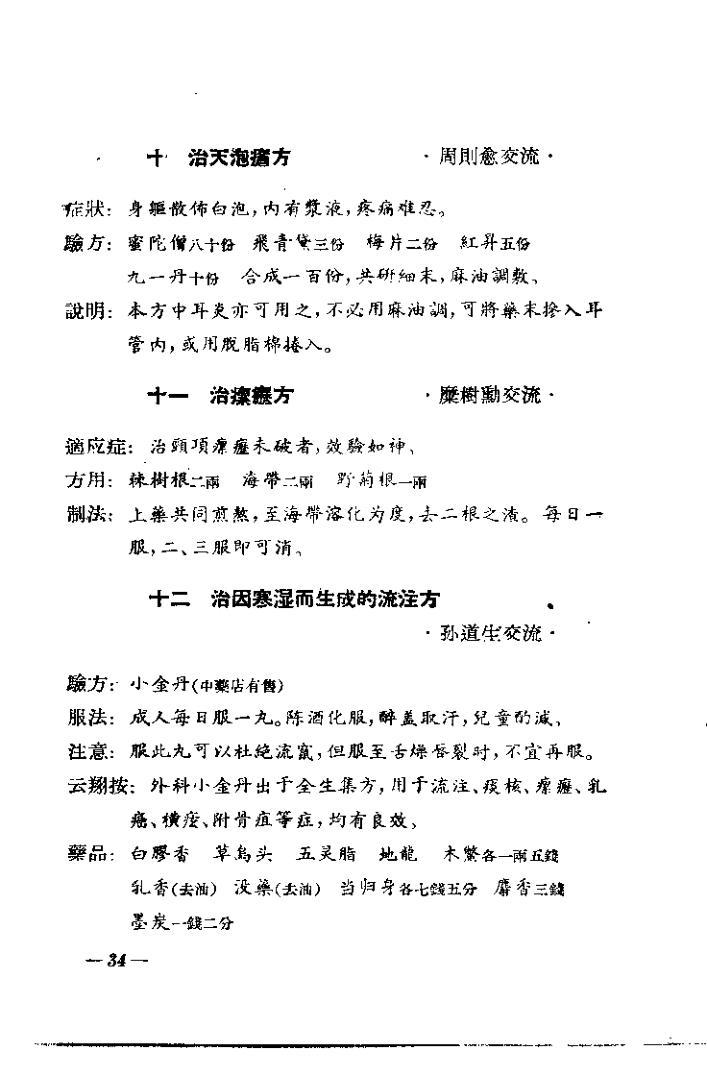 十 治天泡瘡方 ·周則愈交流·
症狀：身軀散佈白泡，内有漿液，疼痛难忍。
驗方：蜜陀僧八十份 飛青黛三份 梅片二份 紅昇五份
九一丹十份 合成一百份，共研細末，麻油調敷、
說明：本方中耳炎亦可用之，不必用麻油調，可將藥末摻入耳
管内，或用脫脂棉捲入。
十一 治瘰癧方 ·糜樹勳交流·
適应症：治頸項瘰癧未破者，效驗如神、
方用：楝樹根二兩 海帶二兩 野菊根一兩
制法：上藥共同煎熬，至海帶溶化为度，去二根之渣。每日一
服，二、三服即可消、
十二 治因寒湿而生成的流注方
·孙道生交流·
驗方：小金丹(中藥店有售)
服法：成人每日服一丸。陈酒化服，醉盖取汗，兒童酌減、
注意：服此丸可以杜絶流竄，但服至舌燥唇裂时，不宜再服。
云翔按：外科小金丹出于全生集方，用于流注、痰核、瘰癧、乳
癌、横痃、附骨疽等症，均有良效、
藥品：白膠香 草烏头 五灵脂 地龍 木鱉各一兩五錢
乳香(去油) 没藥(去油) 当归身各七錢五分 麝香三錢
墨炭一錢二分
—34—